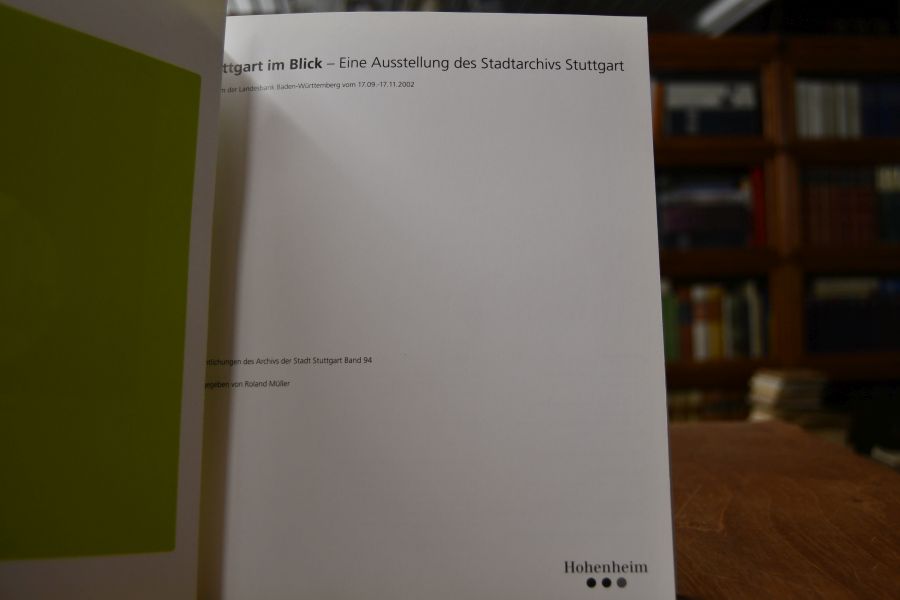 ttgart im Blick – Eine Ausstellung des Stadtarchivs Stuttgart
der Landesbank Baden-Württemberg vom 17.09.-17.11.2002
ntlichungen des Archivs der Stadt Stuttgart Band 94
egeben von Roland Müller
Hohenheim